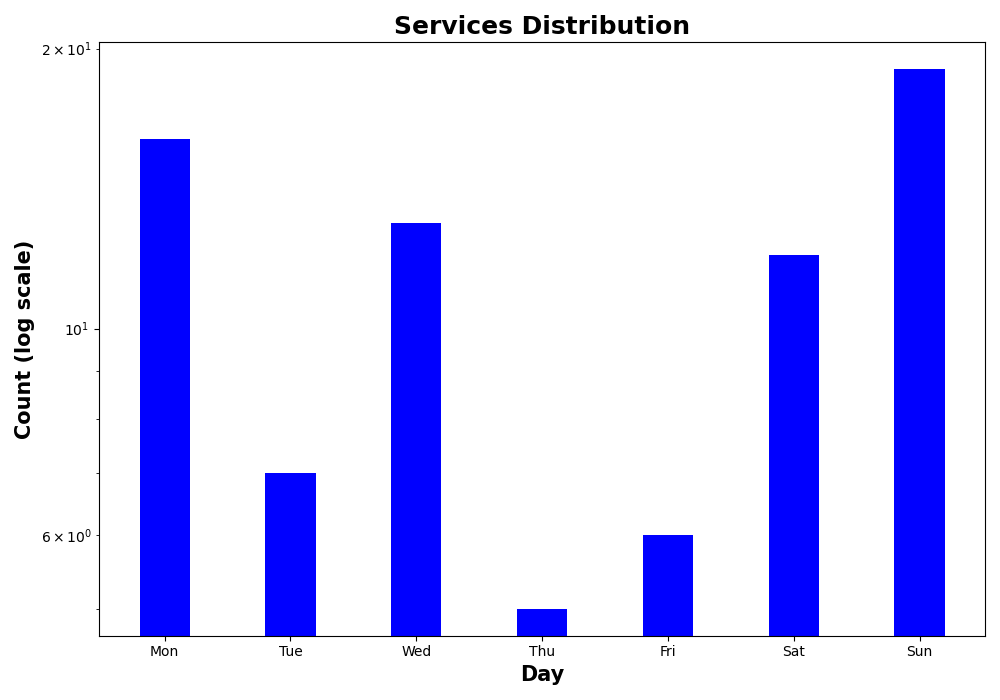 Services Distribution
Count (log scale)
2 × 10¹
10¹
6 × 10⁰
Mon Tue Wed Thu Fri Sat Sun
Day